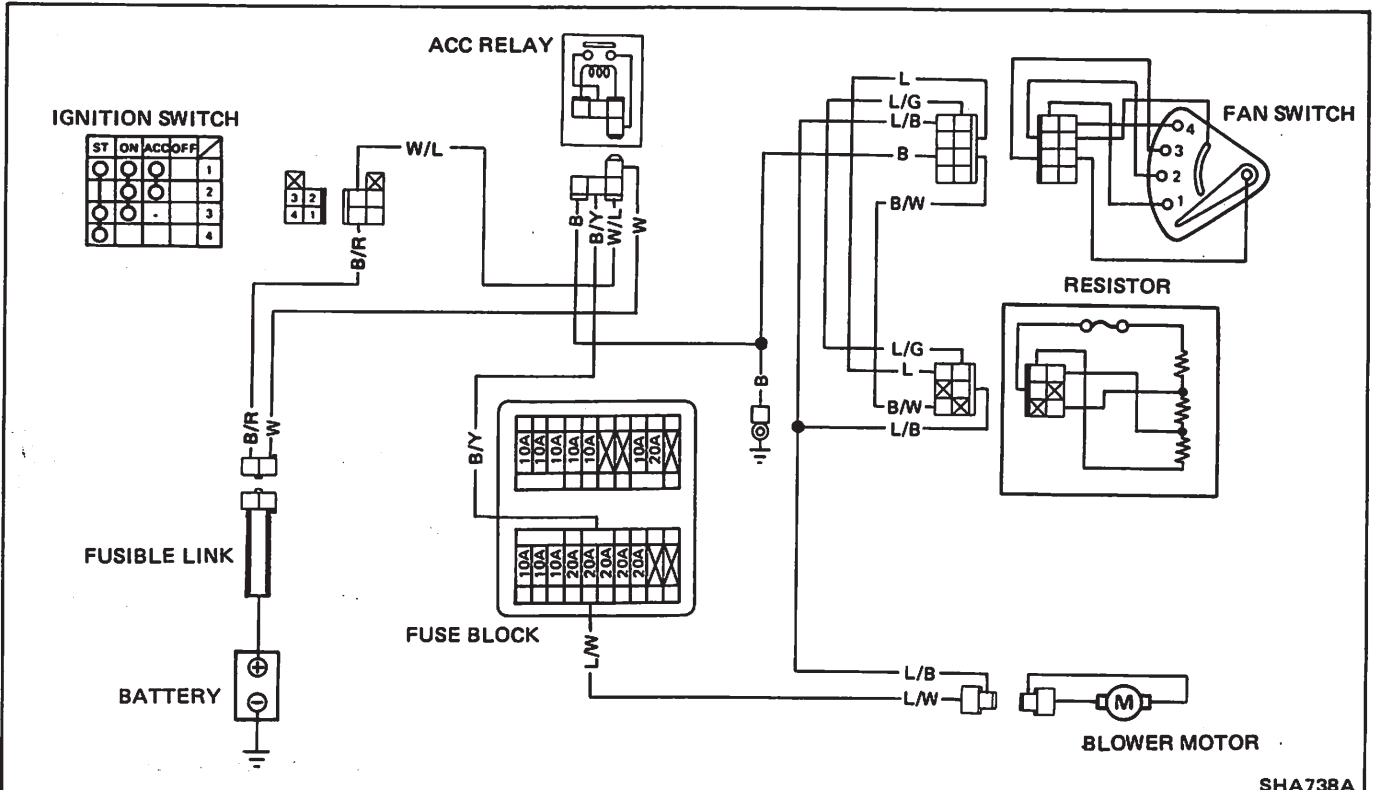 ACC RELAY
IGNITION SWITCH
ST ON ACC OFF
1
2
3
4
3 2
4 1
W/L
B/R
B
B/Y
W/L
W
L
L/G
L/B
B
B/W
FAN SWITCH
4
3
2
1
RESISTOR
L/G
L
B/W
L/B
B
B/R
W
B/Y
10A 10A 10A 10A 10A 10A 20A
10A 10A 10A 20A 20A 20A 20A 20A
FUSIBLE LINK
FUSE BLOCK
L/W
BATTERY
L/B
L/W
M
BLOWER MOTOR
SHA738A